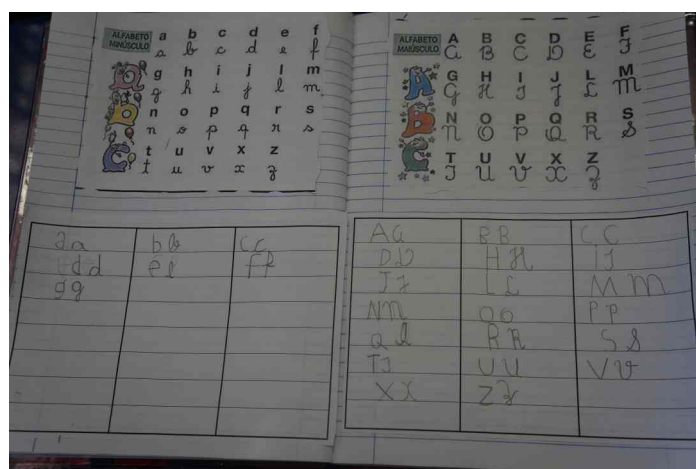 ALFABETO MINÚSCULO
a b c d e f
a b c d e f
g h i j l m
g h i j l m
n o p q r s
n o p q r s
t u v x z
t u v x z
a b c
a a b b c c
d d e e f f
g g
ALFABETO MAIÚSCULO
A B C D E F
A B C D E F
G H I J L M
G H I J L M
N O P Q R S
N O P Q R S
T U V X Z
T U V X Z
A B C
A A B B C C
D D H H I I
J J L L M M
N N O O P P
Q Q R R S S
T T U U V V
X X Z Z